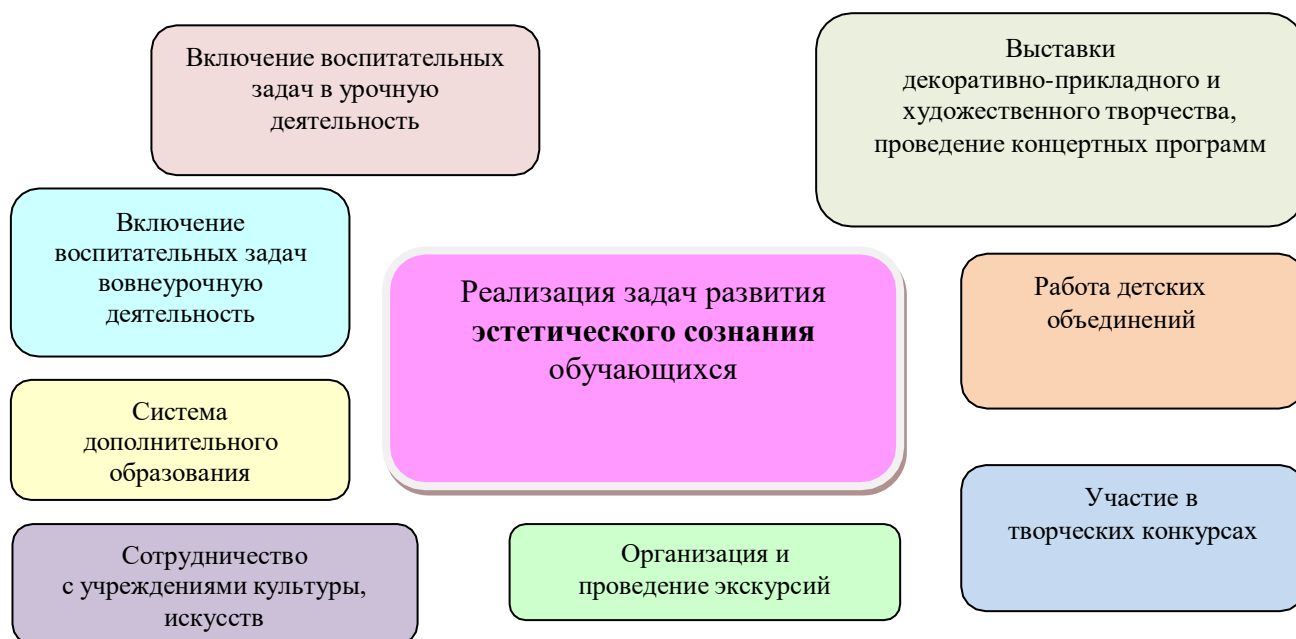 Включение воспитательных
задач в урочную
деятельность
Выставки
декоративно-прикладного и
художественного творчества,
проведение концертных программ
Включение
воспитательных задач
вовнеурочную
деятельность
Реализация задач развития
эстетического сознания
обучающихся
Работа детских
объединений
Система
дополнительного
образования
Участие в
творческих конкурсах
Сотрудничество
с учреждениями культуры,
искусств
Организация и
проведение экскурсий